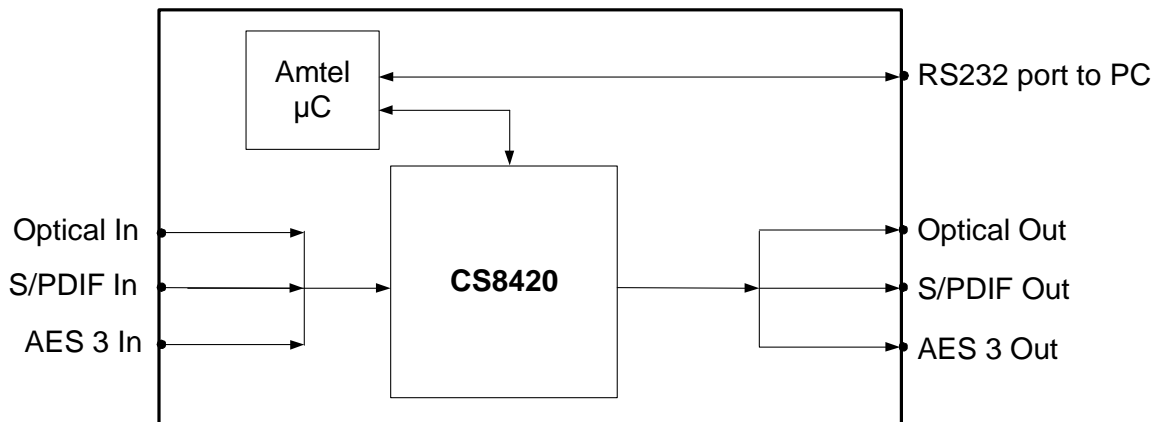 Amtel
µC
RS232 port to PC
Optical In
S/PDIF In
AES 3 In
CS8420
Optical Out
S/PDIF Out
AES 3 Out